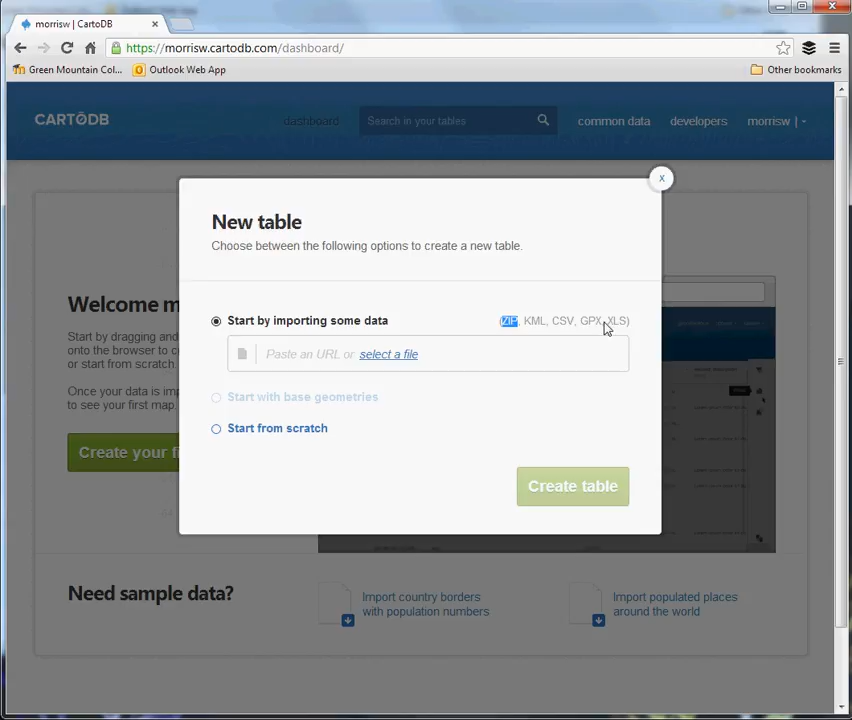 morrisw | CartoDB
https://morrisw.cartodb.com/dashboard/
Green Mountain Col...
Outlook Web App
Other bookmarks
CARTODB
dashboard
Search in your tables
common data
developers
morrisw |
x
New table
Choose between the following options to create a new table.
Welcome m
Start by dragging and
onto the browser to c
or start from scratch.
Once your data is imp
to see your first map.
Create your fi
Start by importing some data
(ZIP, KML, CSV, GPX, XLS)
Paste an URL or select a file
Start with base geometries
Start from scratch
Create table
Need sample data?
Import country borders
with population numbers
Import populated places
around the world